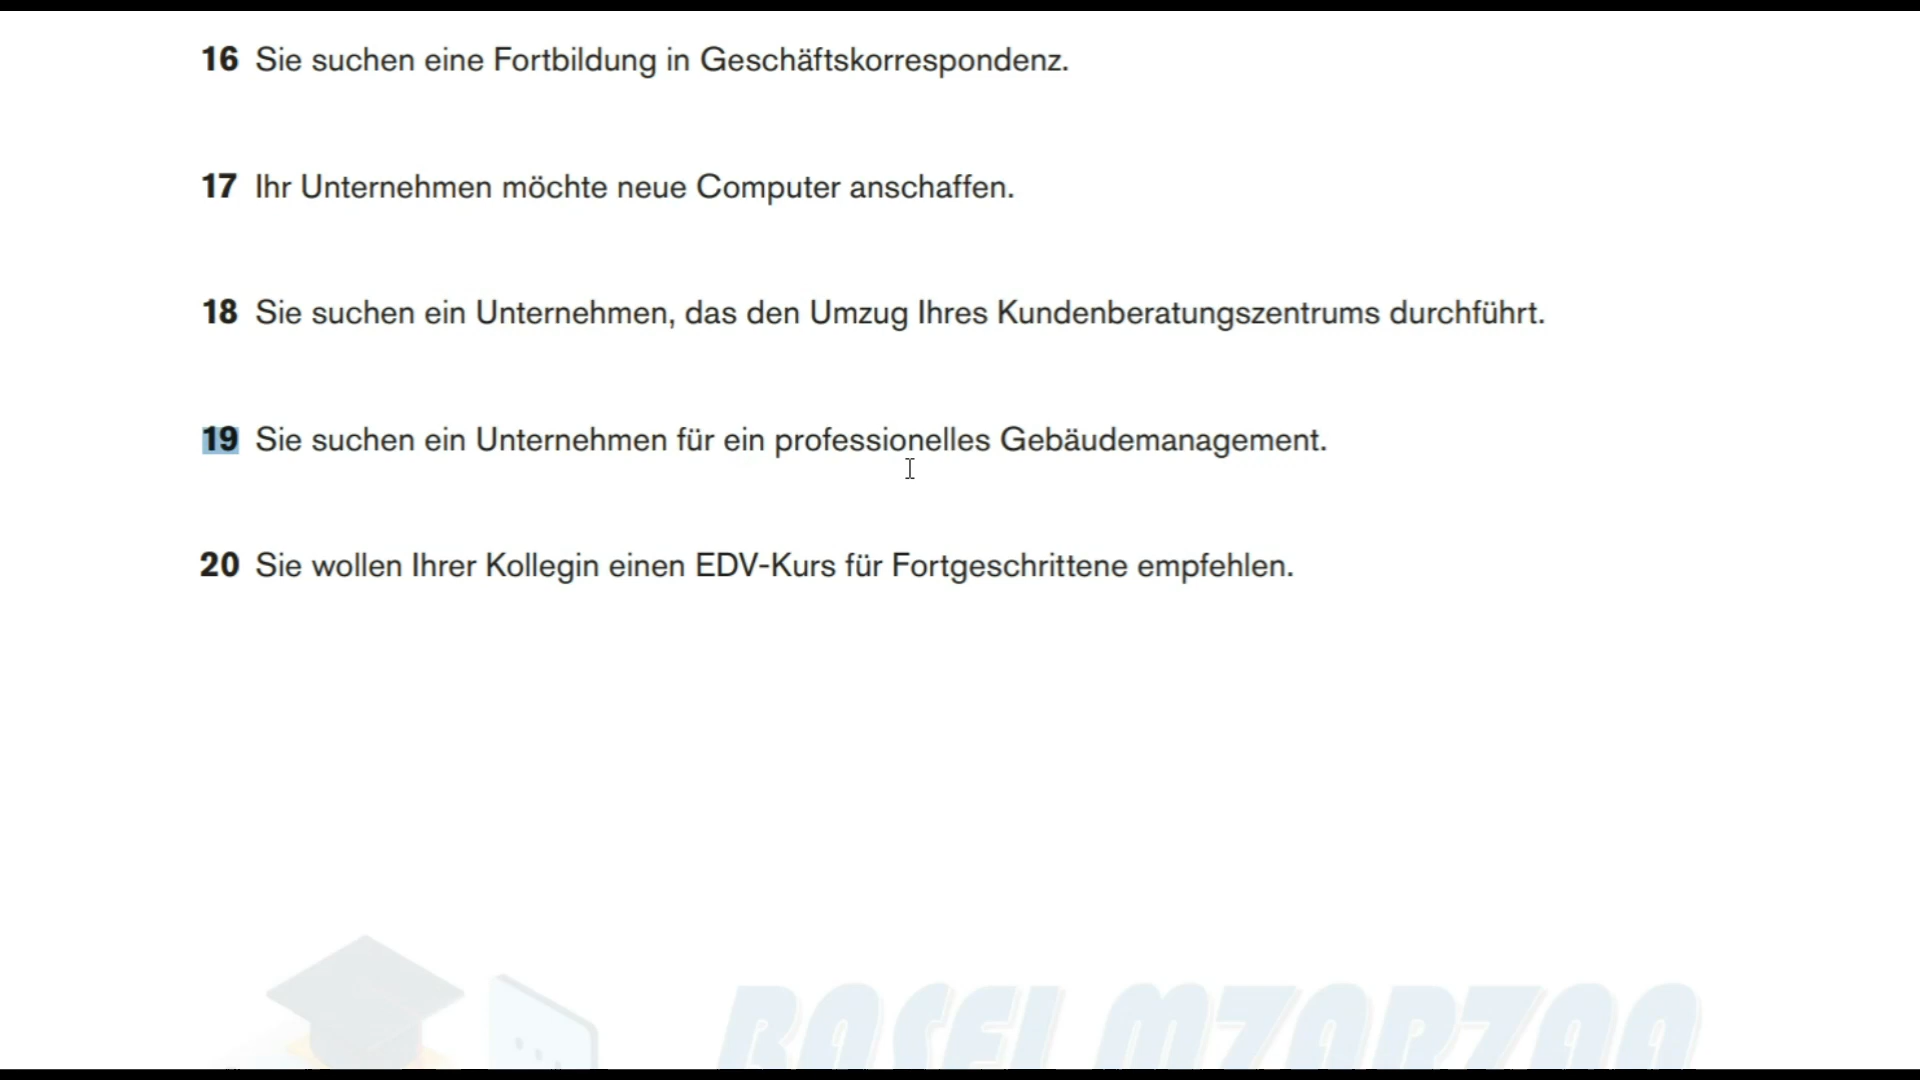 16 Sie suchen eine Fortbildung in Geschäftskorrespondenz.
17 Ihr Unternehmen möchte neue Computer anschaffen.
18 Sie suchen ein Unternehmen, das den Umzug Ihres Kundenberatungszentrums durchführt.
19 Sie suchen ein Unternehmen für ein professionelles Gebäudemanagement.
20 Sie wollen Ihrer Kollegin einen EDV-Kurs für Fortgeschrittene empfehlen.